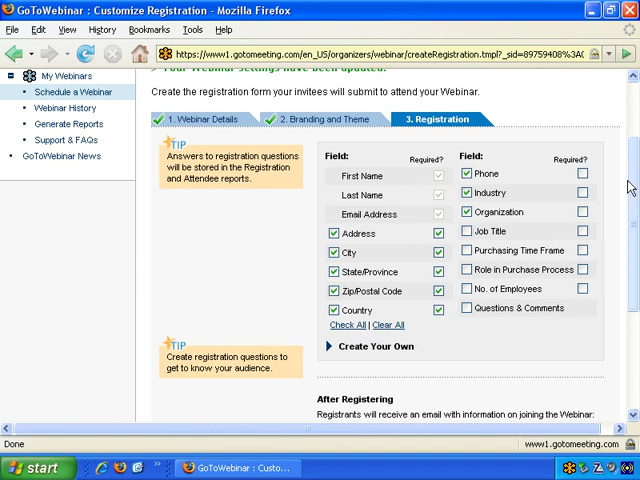 GoToWebinar : Customize Registration - Mozilla Firefox
File Edit View History Bookmarks Tools Help
https://www1.gotomeeting.com/en_US/organizers/webinar/createRegistration.tmpl?_sid=89759408%3A
My Webinars
Schedule a Webinar
Webinar History
Generate Reports
Support & FAQs
GoToWebinar News
Your Webinar settings have been updated.
Create the registration form your invitees will submit to attend your Webinar.
1. Webinar Details
2. Branding and Theme
3. Registration
TIP
Answers to registration questions
will be stored in the Registration
and Attendee reports.
Field: Required?
First Name
Last Name
Email Address
Address
City
State/Province
Zip/Postal Code
Country
Check All | Clear All
Create Your Own
Field: Required?
Phone
Industry
Organization
Job Title
Purchasing Time Frame
Role in Purchase Process
No. of Employees
Questions & Comments
TIP
Create registration questions to
get to know your audience.
After Registering
Registrants will receive an email with information on joining the Webinar:
Done
www1.gotomeeting.com
start
GoToWebinar : Custo...